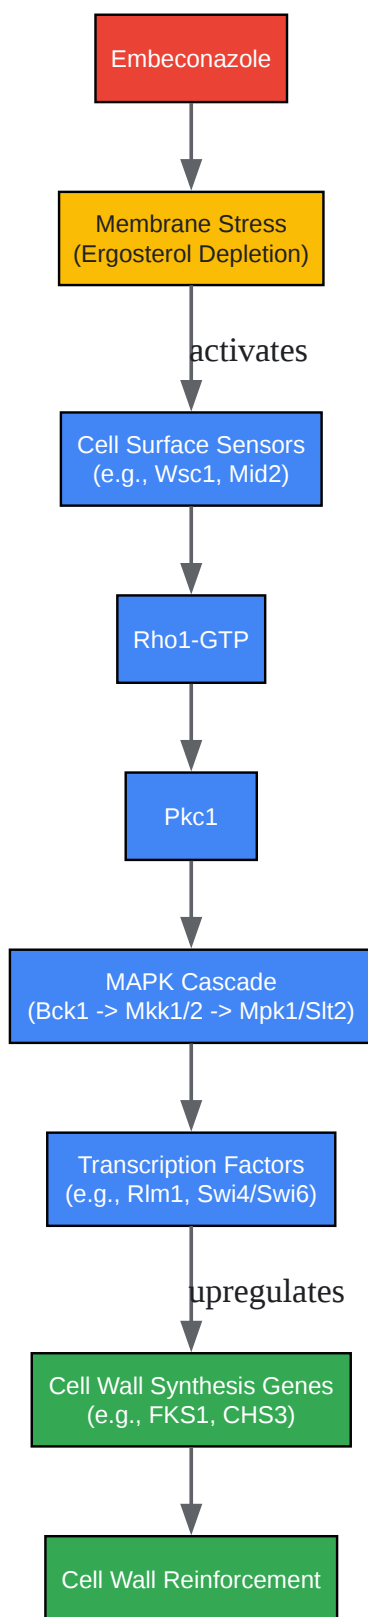 Embeconazole
Membrane Stress
(Ergosterol Depletion)
activates
Cell Surface Sensors
(e.g., Wsc1, Mid2)
Rho1-GTP
Pkc1
MAPK Cascade
(Bck1 -> Mkk1/2 -> Mpk1/Slt2)
Transcription Factors
(e.g., Rlm1, Swi4/Swi6)
upregulates
Cell Wall Synthesis Genes
(e.g., FKS1, CHS3)
Cell Wall Reinforcement